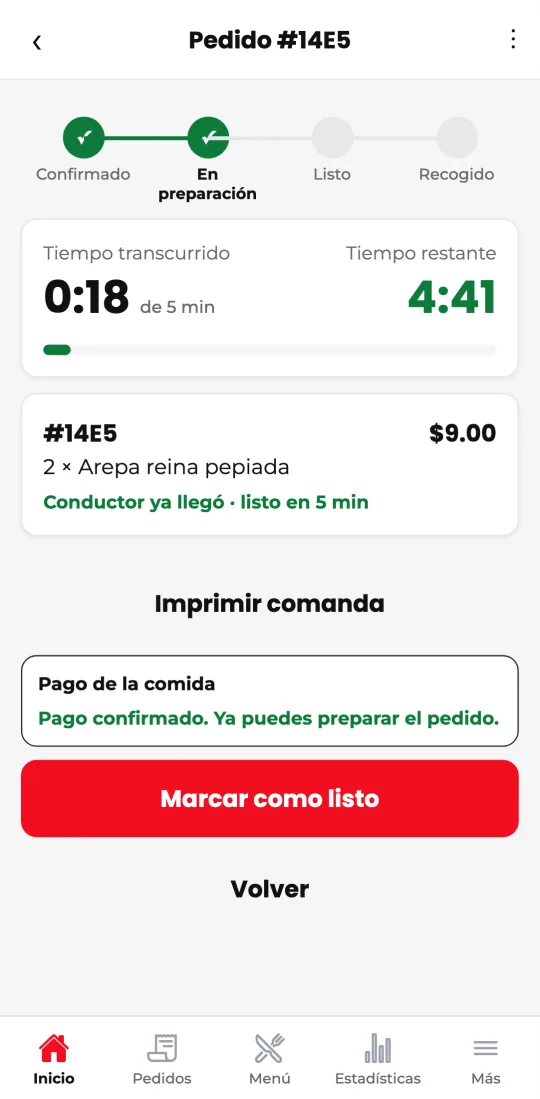 Pedido #14E5
Confirmado
En preparación
Listo
Recogido
Tiempo transcurrido
Tiempo restante
0:18 de 5 min
4:41
#14E5
$9.00
2 × Arepa reina pepiada
Conductor ya llegó · listo en 5 min
Imprimir comanda
Pago de la comida
Pago confirmado. Ya puedes preparar el pedido.
Marcar como listo
Volver
Inicio
Pedidos
Menú
Estadísticas
Más